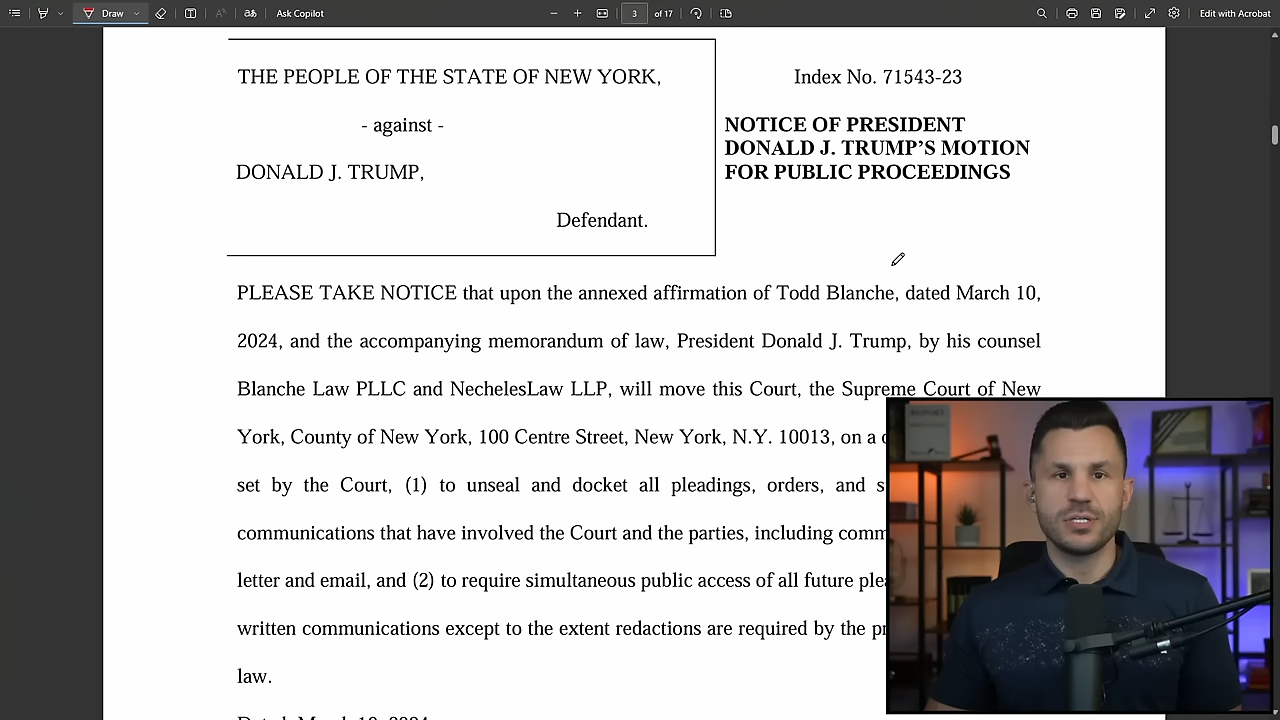 Draw
Ask Copilot
3 of 17
Edit with Acrobat
THE PEOPLE OF THE STATE OF NEW YORK,
- against -
DONALD J. TRUMP,
Defendant.
Index No. 71543-23
NOTICE OF PRESIDENT
DONALD J. TRUMP’S MOTION
FOR PUBLIC PROCEEDINGS
PLEASE TAKE NOTICE that upon the annexed affirmation of Todd Blanche, dated March 10,
2024, and the accompanying memorandum of law, President Donald J. Trump, by his counsel
Blanche Law PLLC and NechelesLaw LLP, will move this Court, the Supreme Court of New
York, County of New York, 100 Centre Street, New York, N.Y. 10013, on a
set by the Court, (1) to unseal and docket all pleadings, orders, and
communications that have involved the Court and the parties, including
letter and email, and (2) to require simultaneous public access of all future
written communications except to the extent redactions are required by the
law.